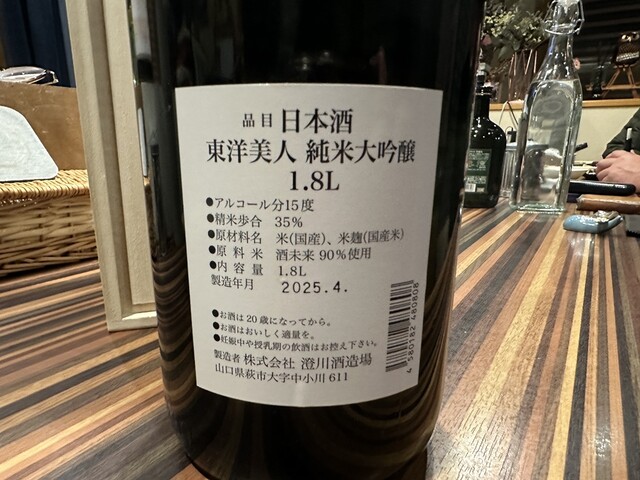 品目 日本酒
東洋美人 純米大吟醸
1.8L
●アルコール分15度
●精米歩合 35%
●原材料名 米(国産)、米麹(国産米)
●原料米 酒未来 90%使用
●内容量 1.8L
製造年月 2025.4.
●お酒は20歳になってから。
●お酒はおいしく適量を。
●妊娠中や授乳期の飲酒はお控え下さい。
製造者 株式会社 澄川酒造場
山口県萩市大字中小川 611
4 580182 480808